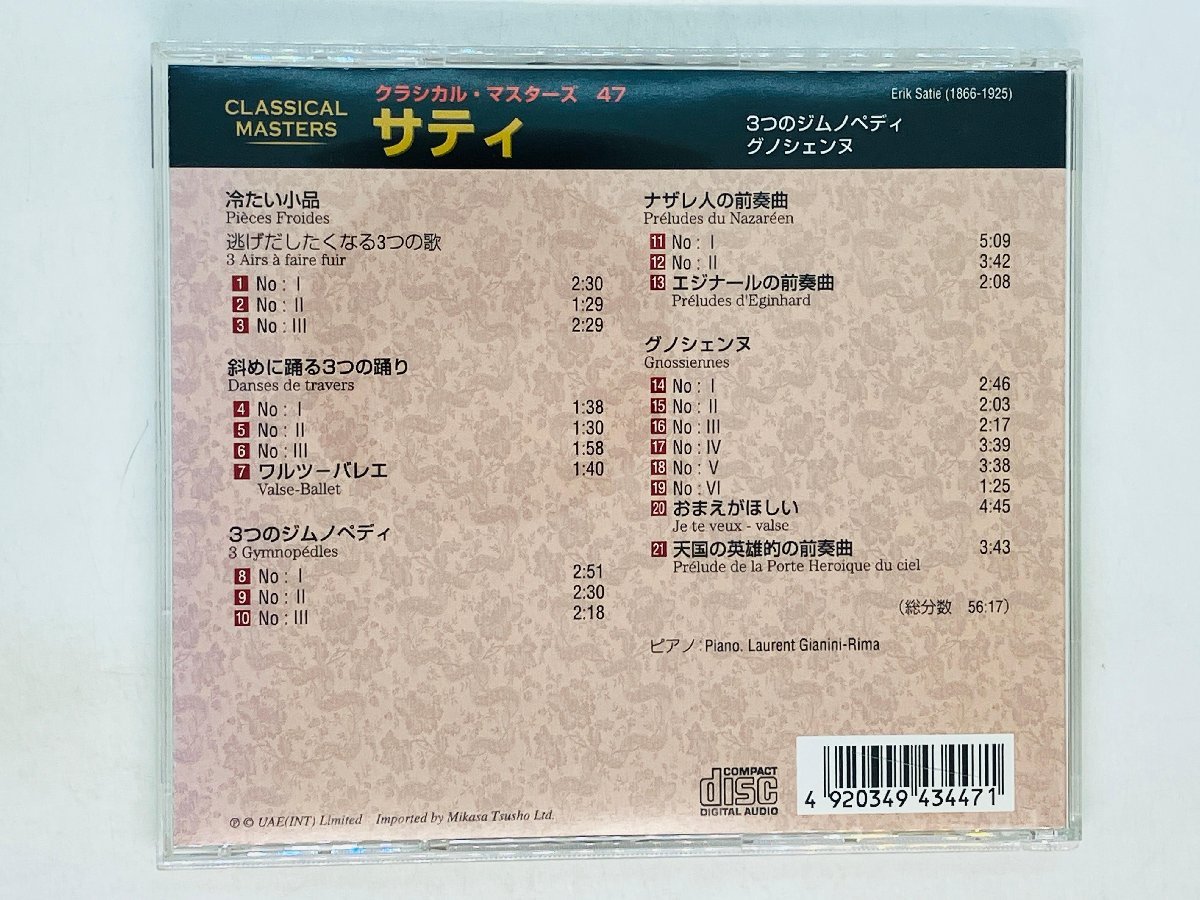 CLASSICAL
MASTERS
クラシカル・マスターズ 47
サティ
Erik Satie (1866-1925)
3つのジムノペディ
グノシェンヌ
冷たい小品
Pièces Froides
逃げだしたくなる3つの歌
3 Airs à faire fuir
1 No : I 2:30
2 No : II 1:29
3 No : III 2:29
斜めに踊る3つの踊り
Danses de travers
4 No : I 1:38
5 No : II 1:30
6 No : III 1:58
7 ワルツーバレエ 1:40
Valse-Ballet
3つのジムノペディ
3 Gymnopédles
8 No : I 2:51
9 No : II 2:30
10 No : III 2:18
ナザレ人の前奏曲
Préludes du Nazaréen
11 No : I 5:09
12 No : II 3:42
13 エジナールの前奏曲 2:08
Préludes d'Eginhard
グノシェンヌ
Gnossiennes
14 No : I 2:46
15 No : II 2:03
16 No : III 2:17
17 No : IV 3:39
18 No : V 3:38
19 No : VI 1:25
20 おまえがほしい 4:45
Je te veux - valse
21 天国の英雄的の前奏曲 3:43
Prélude de la Porte Heroïque du ciel
(総分数 56:17)
ピアノ : Piano. Laurent Gianini-Rima
COMPACT
disc
DIGITAL AUDIO
4 920349 434471
℗ © UAE(INT) Limited Imported by Mikasa Tsusho Ltd.